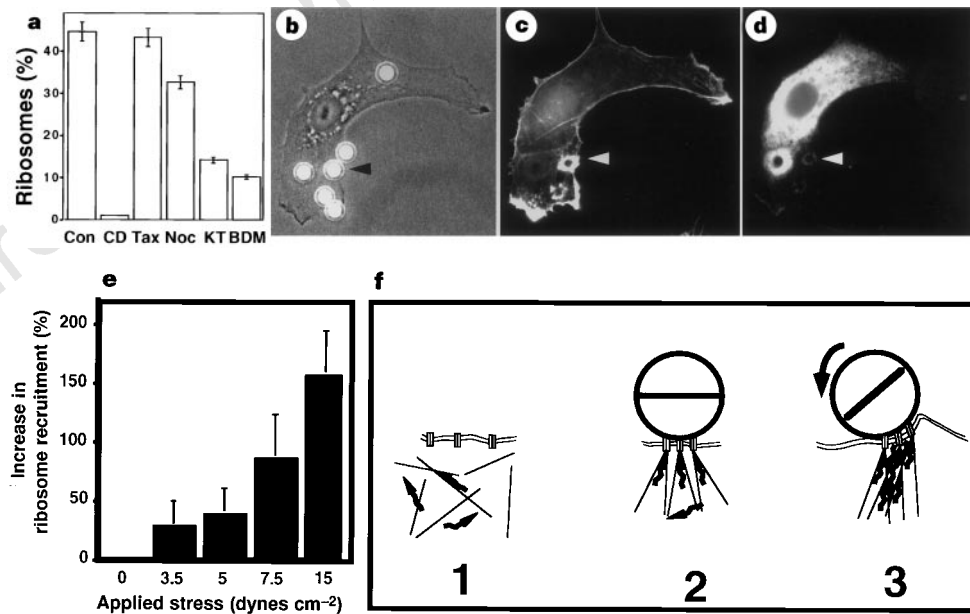 a
Ribosomes (%)
40
30
20
10
0
Con CD Tax Noc KT BDM
b
c
d
e
Increase in
ribosome recruitment (%)
200
150
100
50
0
0 3.5 5 7.5 15
Applied stress (dynes cm⁻²)
f
1 2 3